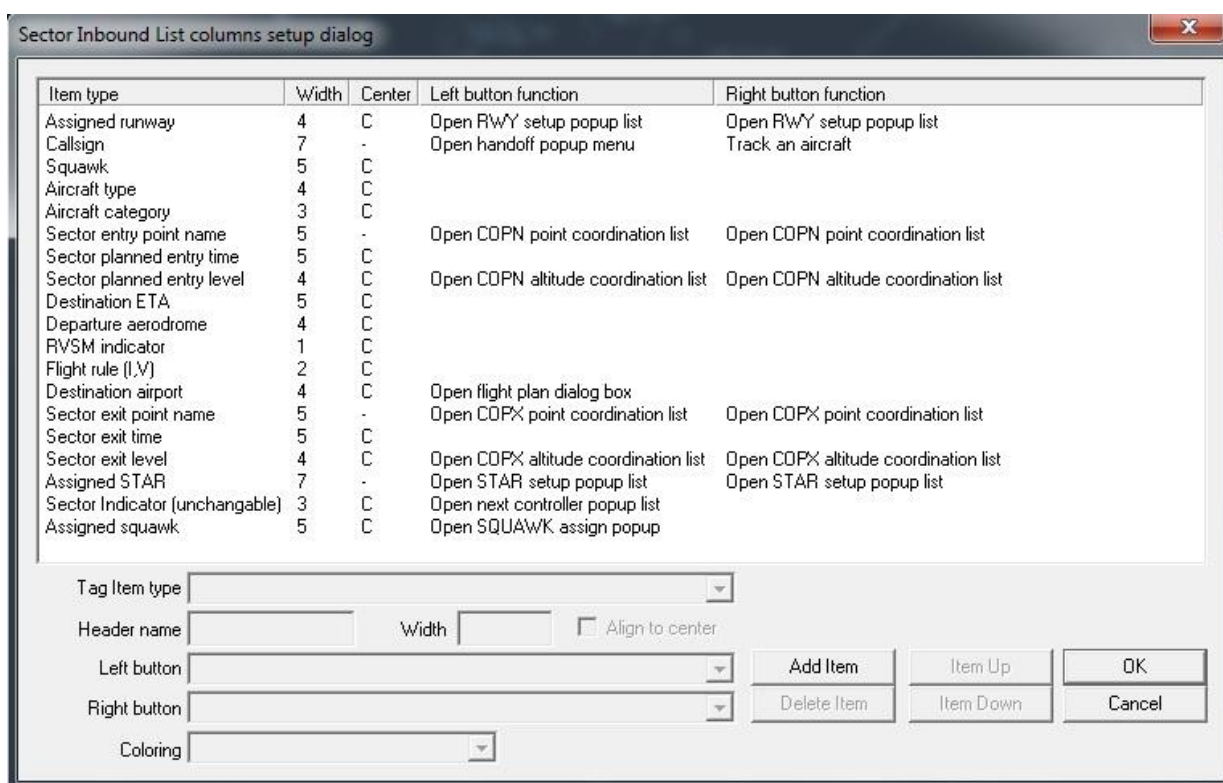 Sector Inbound List columns setup dialog
Item type Width Center Left button function Right button function
Assigned runway 4 C Open RWY setup popup list Open RWY setup popup list
Callsign 7 - Open handoff popup menu Track an aircraft
Squawk 5 C
Aircraft type 4 C
Aircraft category 3 C
Sector entry point name 5 - Open COPN point coordination list Open COPN point coordination list
Sector planned entry time 5 C
Sector planned entry level 4 C Open COPN altitude coordination list Open COPN altitude coordination list
Destination ETA 5 C
Departure aerodrome 4 C
RVSM indicator 1 C
Flight rule (I,V) 2 C
Destination airport 4 C Open flight plan dialog box
Sector exit point name 5 - Open COPX point coordination list Open COPX point coordination list
Sector exit time 5 C
Sector exit level 4 C Open COPX altitude coordination list Open COPX altitude coordination list
Assigned STAR 7 - Open STAR setup popup list Open STAR setup popup list
Sector Indicator (unchangable) 3 C Open next controller popup list
Assigned squawk 5 C Open SQUAWK assign popup
Tag Item type
Header name Width Align to center
Left button Add Item Item Up OK
Right button Delete Item Item Down Cancel
Coloring